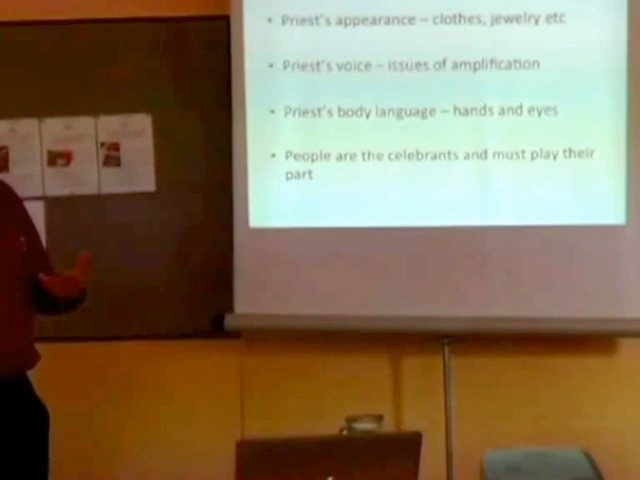 • Priest's appearance – clothes, jewelry etc
• Priest's voice – issues of amplification
• Priest's body language – hands and eyes
• People are the celebrants and must play their
part